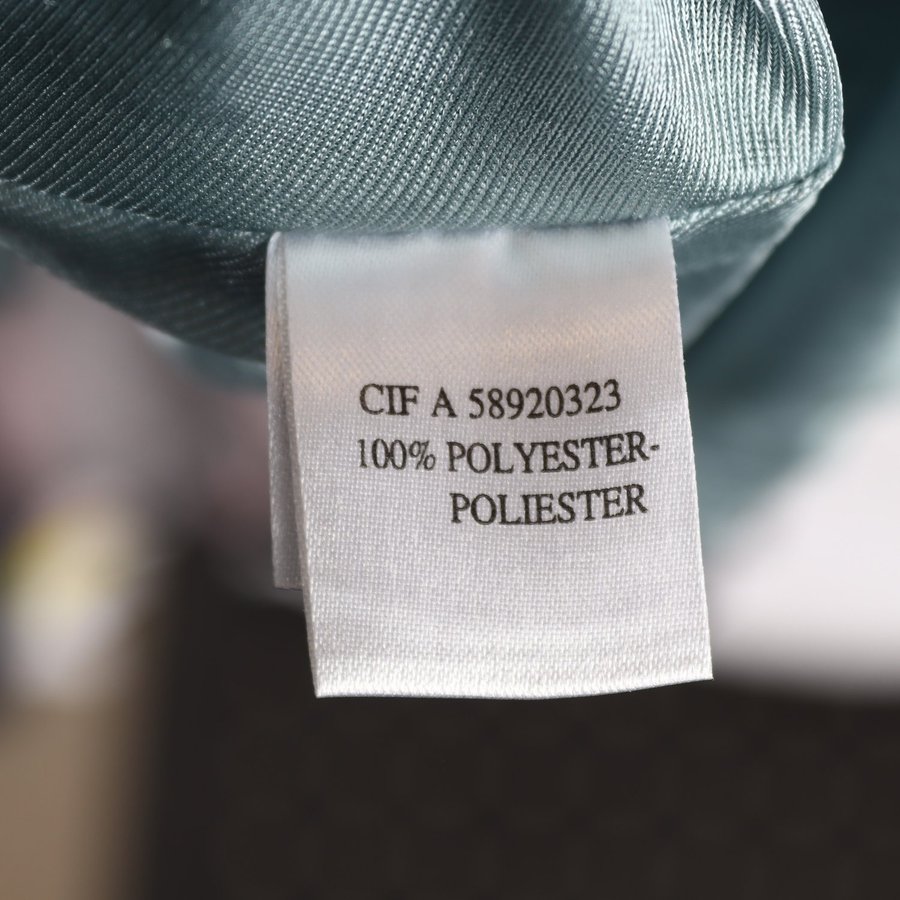 CIF A 58920323
100% POLYESTER-
POLIESTER